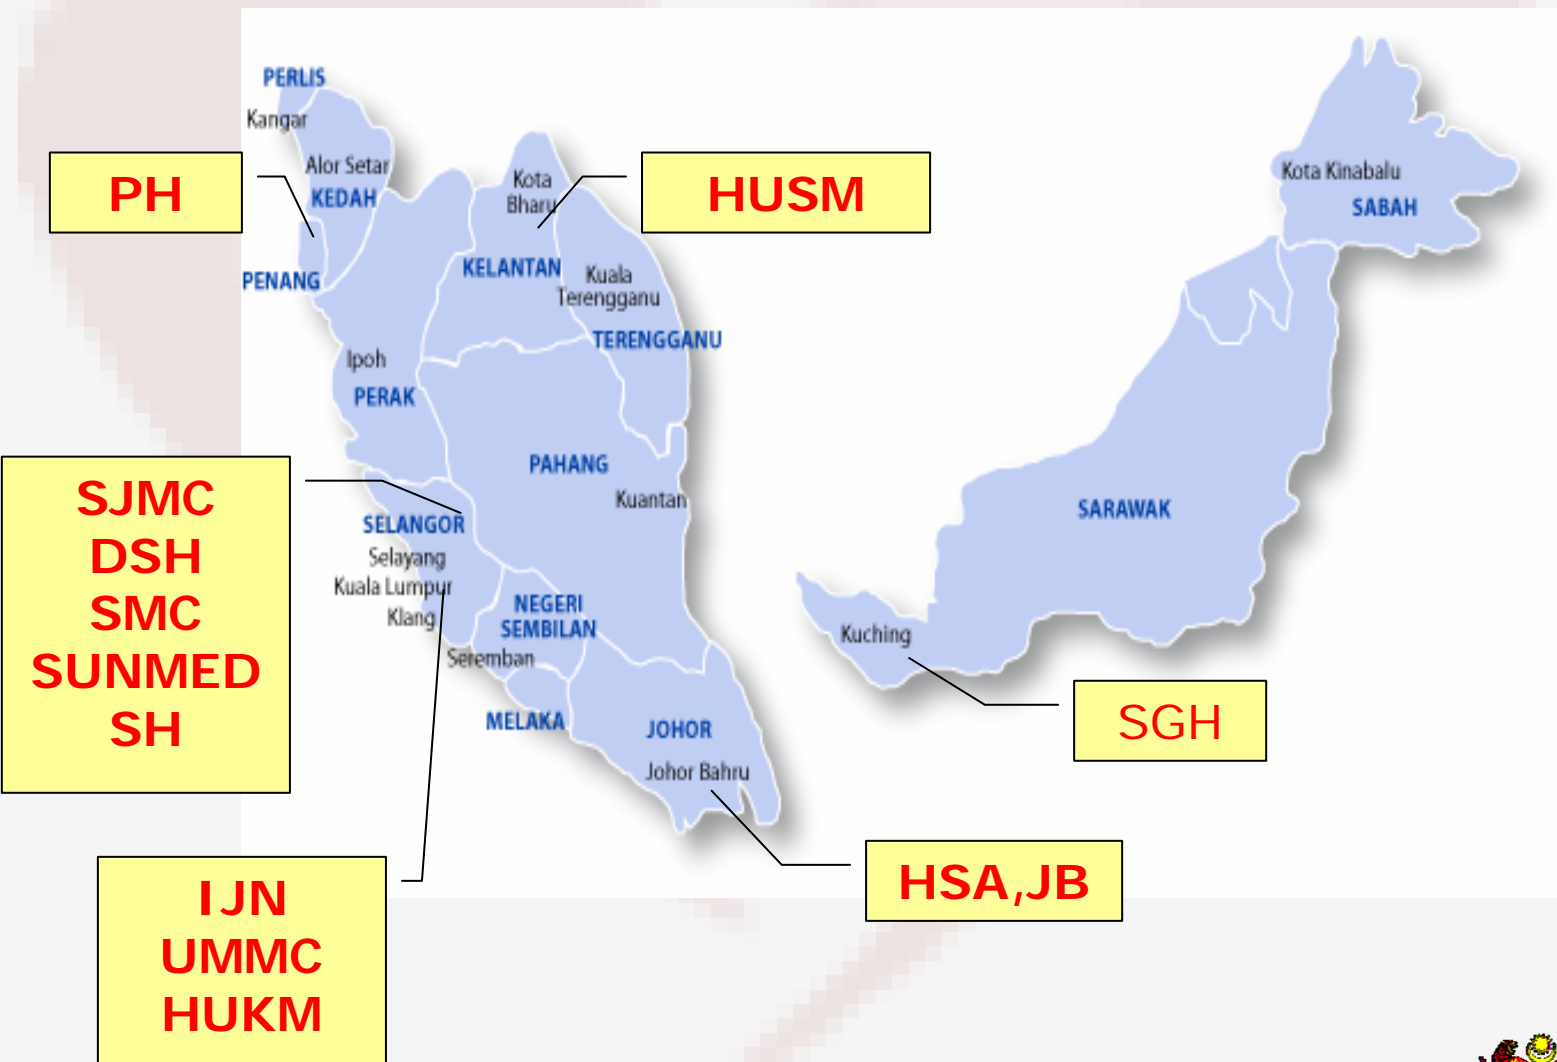 PERLIS
Kangar
Alor Setar
KEDAH
PH
PENANG
Kota
Bharu
HUSM
KELANTAN
Kuala
Terengganu
TERENGGANU
Ipoh
PERAK
PAHANG
Kuantan
SJMC
DSH
SMC
SUNMED
SH
SELANGOR
Selayang
Kuala Lumpur
Klang
NEGERI
SEMBILAN
Seremban
MELAKA
JOHOR
Johor Bahru
IJN
UMMC
HUKM
HSA,JB
Kota Kinabalu
SABAH
SARAWAK
Kuching
SGH